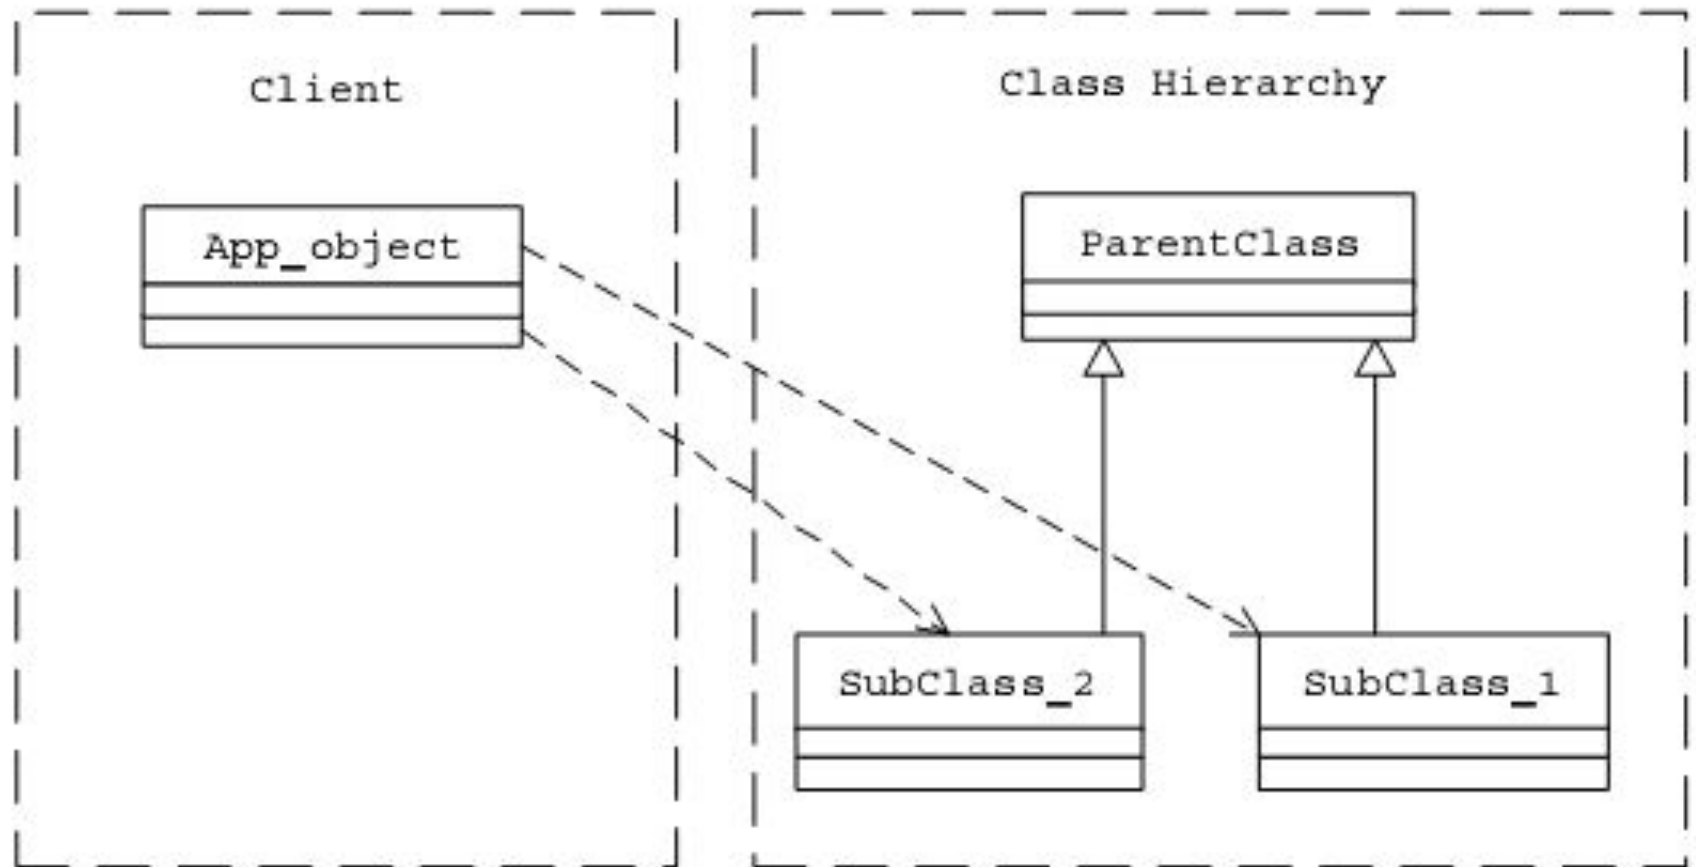 Client
Class Hierarchy
App_object
ParentClass
SubClass_2
SubClass_1